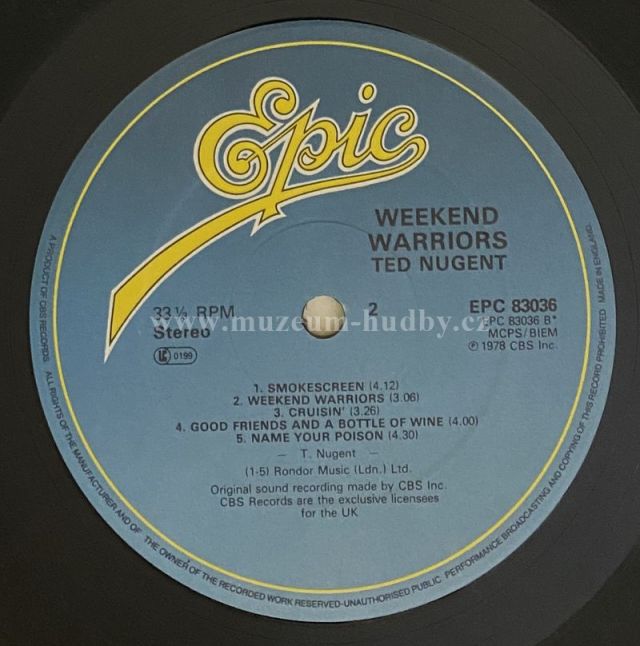 Epic
WEEKEND
WARRIORS
TED NUGENT
33⅓ RPM
Stereo
LC 0199
2
EPC 83036
EPC 83036 B*
MCPS/BIEM
℗ 1978 CBS Inc.
www.muzeum-hudby.cz
1. SMOKESCREEN (4.12)
2. WEEKEND WARRIORS (3.06)
3. CRUISIN' (3.26)
4. GOOD FRIENDS AND A BOTTLE OF WINE (4.00)
5. NAME YOUR POISON (4.30)
— T. Nugent —
(1-5) Rondor Music (Ldn.) Ltd.
Original sound recording made by CBS Inc.
CBS Records are the exclusive licensees
for the UK
A PRODUCT OF CBS RECORDS. ALL RIGHTS OF THE MANUFACTURER AND OF THE OWNER OF THE RECORDED WORK RESERVED-UNAUTHORISED PUBLIC PERFORMANCE BROADCASTING AND COPYING OF THIS RECORD PROHIBITED MADE IN ENGLAND.